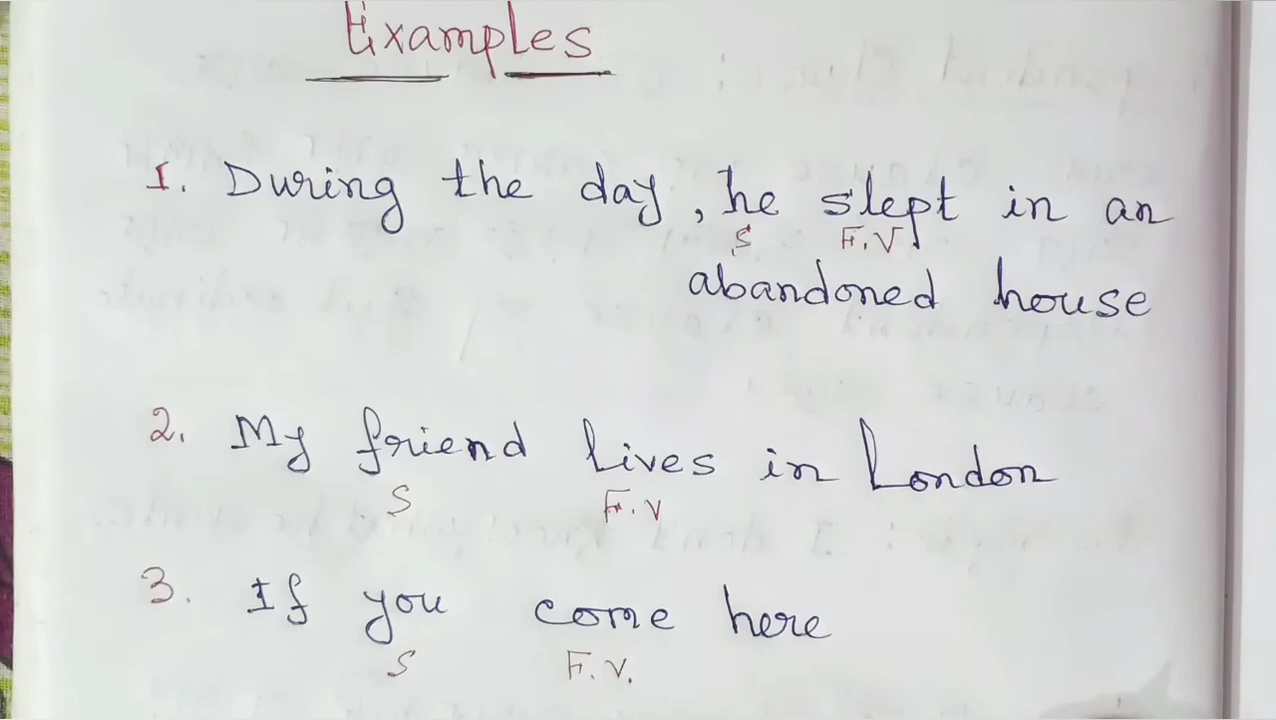 Examples
1. During the day, he slept in an
S F.V
abandoned house
2. My friend lives in London
S F.V
3. If you come here
S F.V.